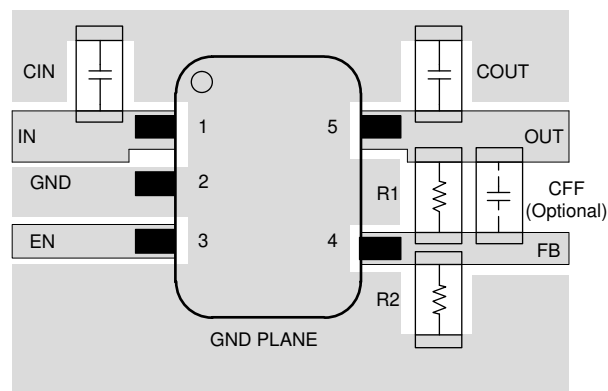 CIN
COUT
IN
1
5
OUT
GND
2
R1
CFF
(Optional)
EN
3
4
FB
R2
GND PLANE